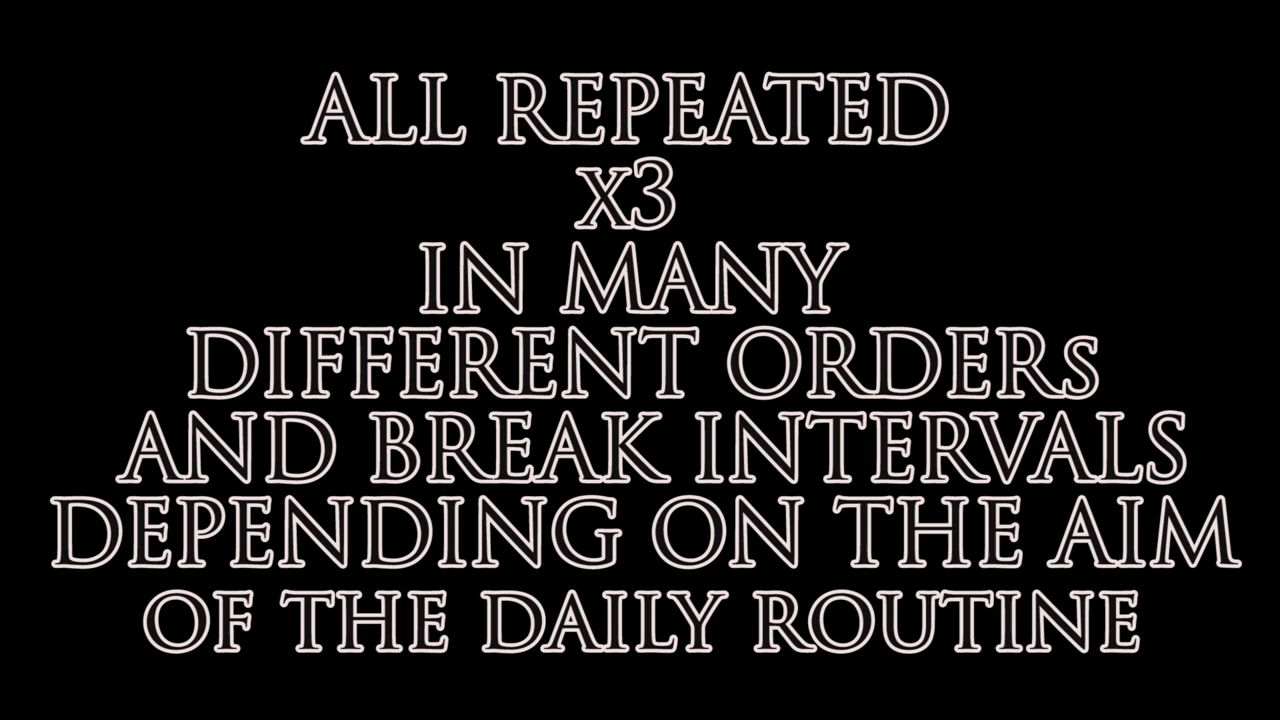 ALL REPEATED
x3
IN MANY
DIFFERENT ORDERs
AND BREAK INTERVALS
DEPENDING ON THE AIM
OF THE DAILY ROUTINE